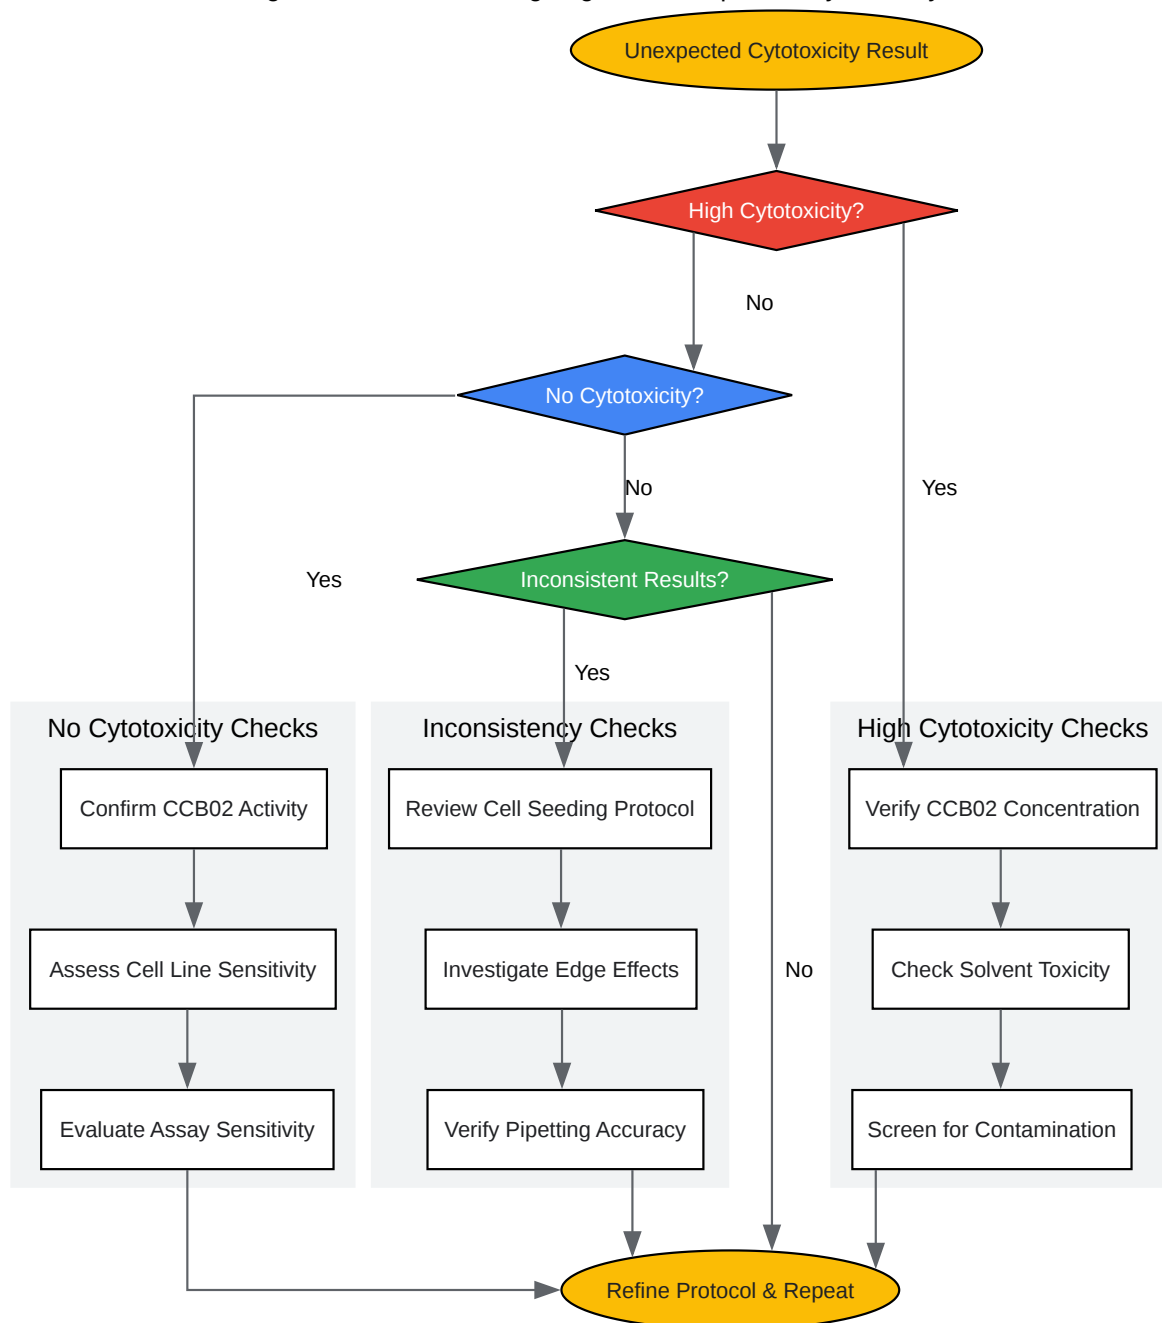 Unexpected Cytotoxicity Result
High Cytotoxicity?
No
No Cytotoxicity?
No
Yes
Yes
Inconsistent Results?
Yes
No Cytotoxicity Checks
Inconsistency Checks
High Cytotoxicity Checks
Confirm CCB02 Activity
Review Cell Seeding Protocol
Verify CCB02 Concentration
Assess Cell Line Sensitivity
Investigate Edge Effects
No
Check Solvent Toxicity
Evaluate Assay Sensitivity
Verify Pipetting Accuracy
Screen for Contamination
Refine Protocol & Repeat